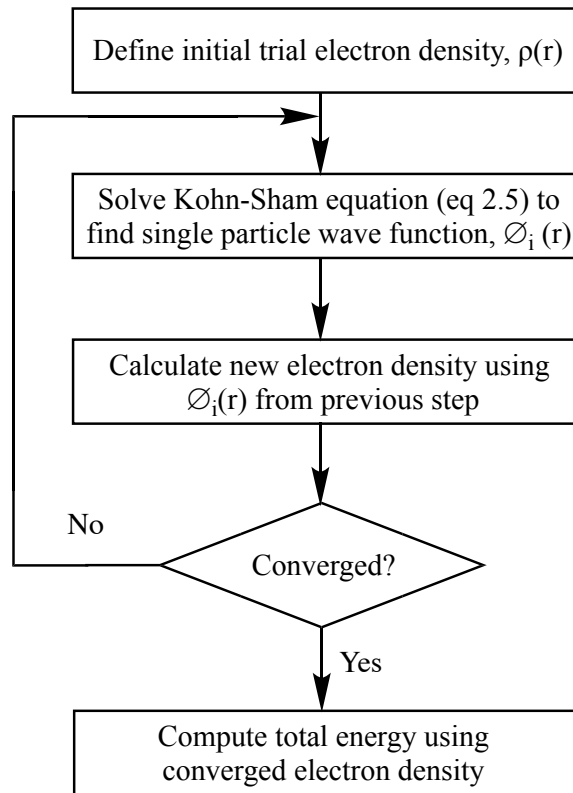 Define initial trial electron density, ρ(r)
Solve Kohn-Sham equation (eq 2.5) to
find single particle wave function, ∅i (r)
Calculate new electron density using
∅i(r) from previous step
No
Converged?
Yes
Compute total energy using
converged electron density